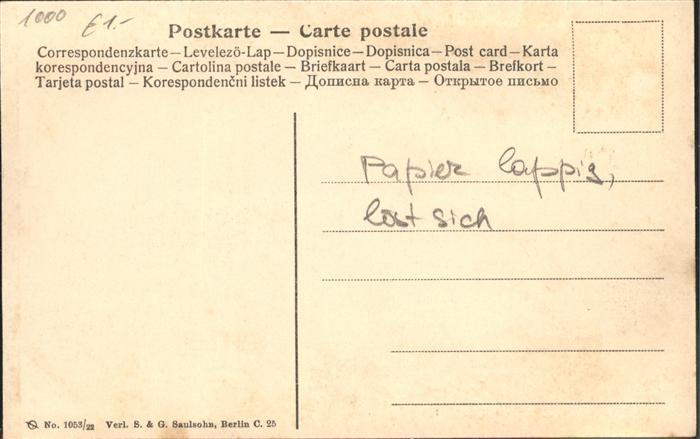 1000 €1.-
Postkarte — Carte postale
Correspondenzkarte — Levelező-Lap — Dopisnice — Dopisnica — Post card — Karta
korespondencyjna — Cartolina postale — Briefkaart — Carta postala — Brefkort —
Tarjeta postal — Korespondenčni listek — Дописна карта — Открытое письмо
Papier lappig,
löst sich
No. 1053/22 Verl. S. & G. Saulsohn, Berlin C. 25